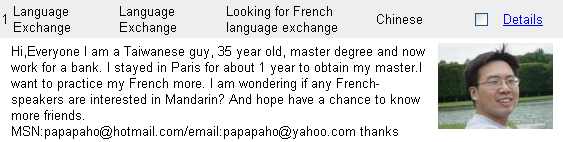 1 Language Exchange Language Exchange Looking for French language exchange Chinese Details
Hi,Everyone I am a Taiwanese guy, 35 year old, master degree and now
work for a bank. I stayed in Paris for about 1 year to obtain my master.I
want to practice my French more. I am wondering if any French-
speakers are interested in Mandarin? And hope have a chance to know
more friends.
MSN:papapaho@hotmail.com/email:papapaho@yahoo.com thanks